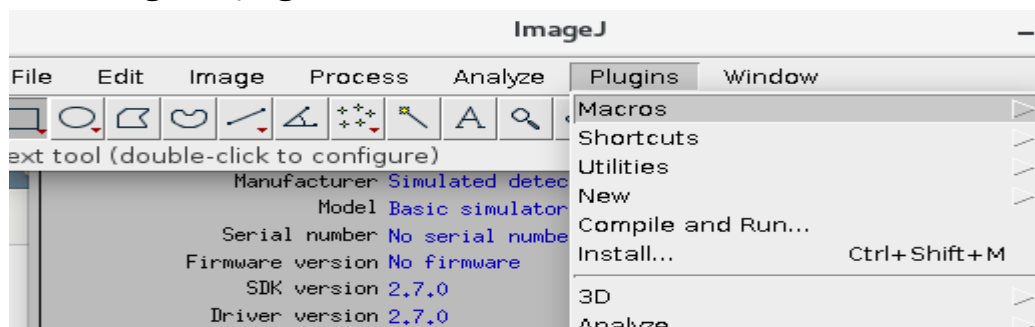 ImageJ
File Edit Image Process Analyze Plugins Window
A
Macros
Shortcuts
ext tool (double-click to configure)
Utilities
Manufacturer Simulated detec
New
Model Basic simulator
Compile and Run...
Serial number No serial numbe
Install... Ctrl+Shift+M
Firmware version No firmware
SDK version 2.7.0
3D
Driver version 2.7.0
Analyze